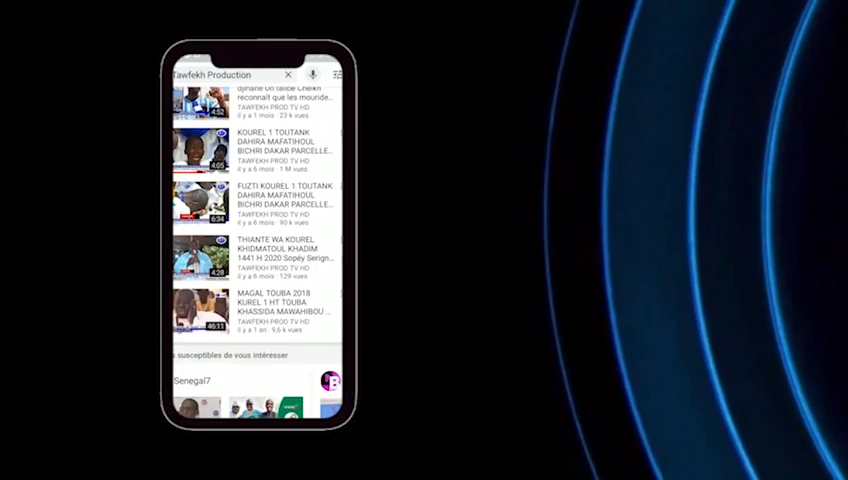 Tawfekh Production
djiriane Un talibe Cheikh
reconnaît que les mouride...
TAWFEKH PROD TV HD
il y a 1 mois · 23 k vues
4:52
KOUREL 1 TOUTANK
DAHIRA MAFATIHOUL
BICHRI DAKAR PARCELLE...
TAWFEKH PROD TV HD
il y a 6 mois · 1 M vues
4:05
FUZTI KOUREL 1 TOUTANK
DAHIRA MAFATIHOUL
BICHRI DAKAR PARCELLE...
TAWFEKH PROD TV HD
il y a 6 mois · 90 k vues
6:34
THIANTE WA KOUREL
KHIDMATOUL KHADIM
1441 H 2020 Sopéy Serign...
TAWFEKH PROD TV HD
il y a 6 mois · 129 vues
4:28
MAGAL TOUBA 2018
KUREL 1 HT TOUBA
KHASSIDA MAWAHIBOU ...
TAWFEKH PROD TV HD
il y a 1 an · 9,6 k vues
46:11
susceptibles de vous intéresser
Senegal7
B